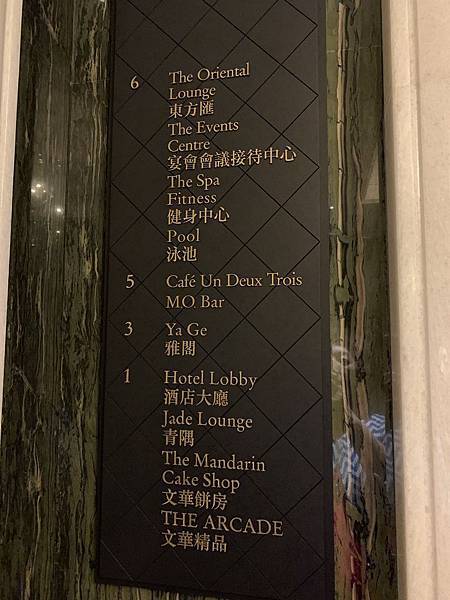 6 The Oriental
Lounge
東方匯
The Events
Centre
宴會會議接待中心
The Spa
Fitness
健身中心
Pool
泳池
5 Café Un Deux Trois
M.O. Bar
3 Ya Ge
雅閣
1 Hotel Lobby
酒店大廳
Jade Lounge
青隅
The Mandarin
Cake Shop
文華餅房
THE ARCADE
文華精品